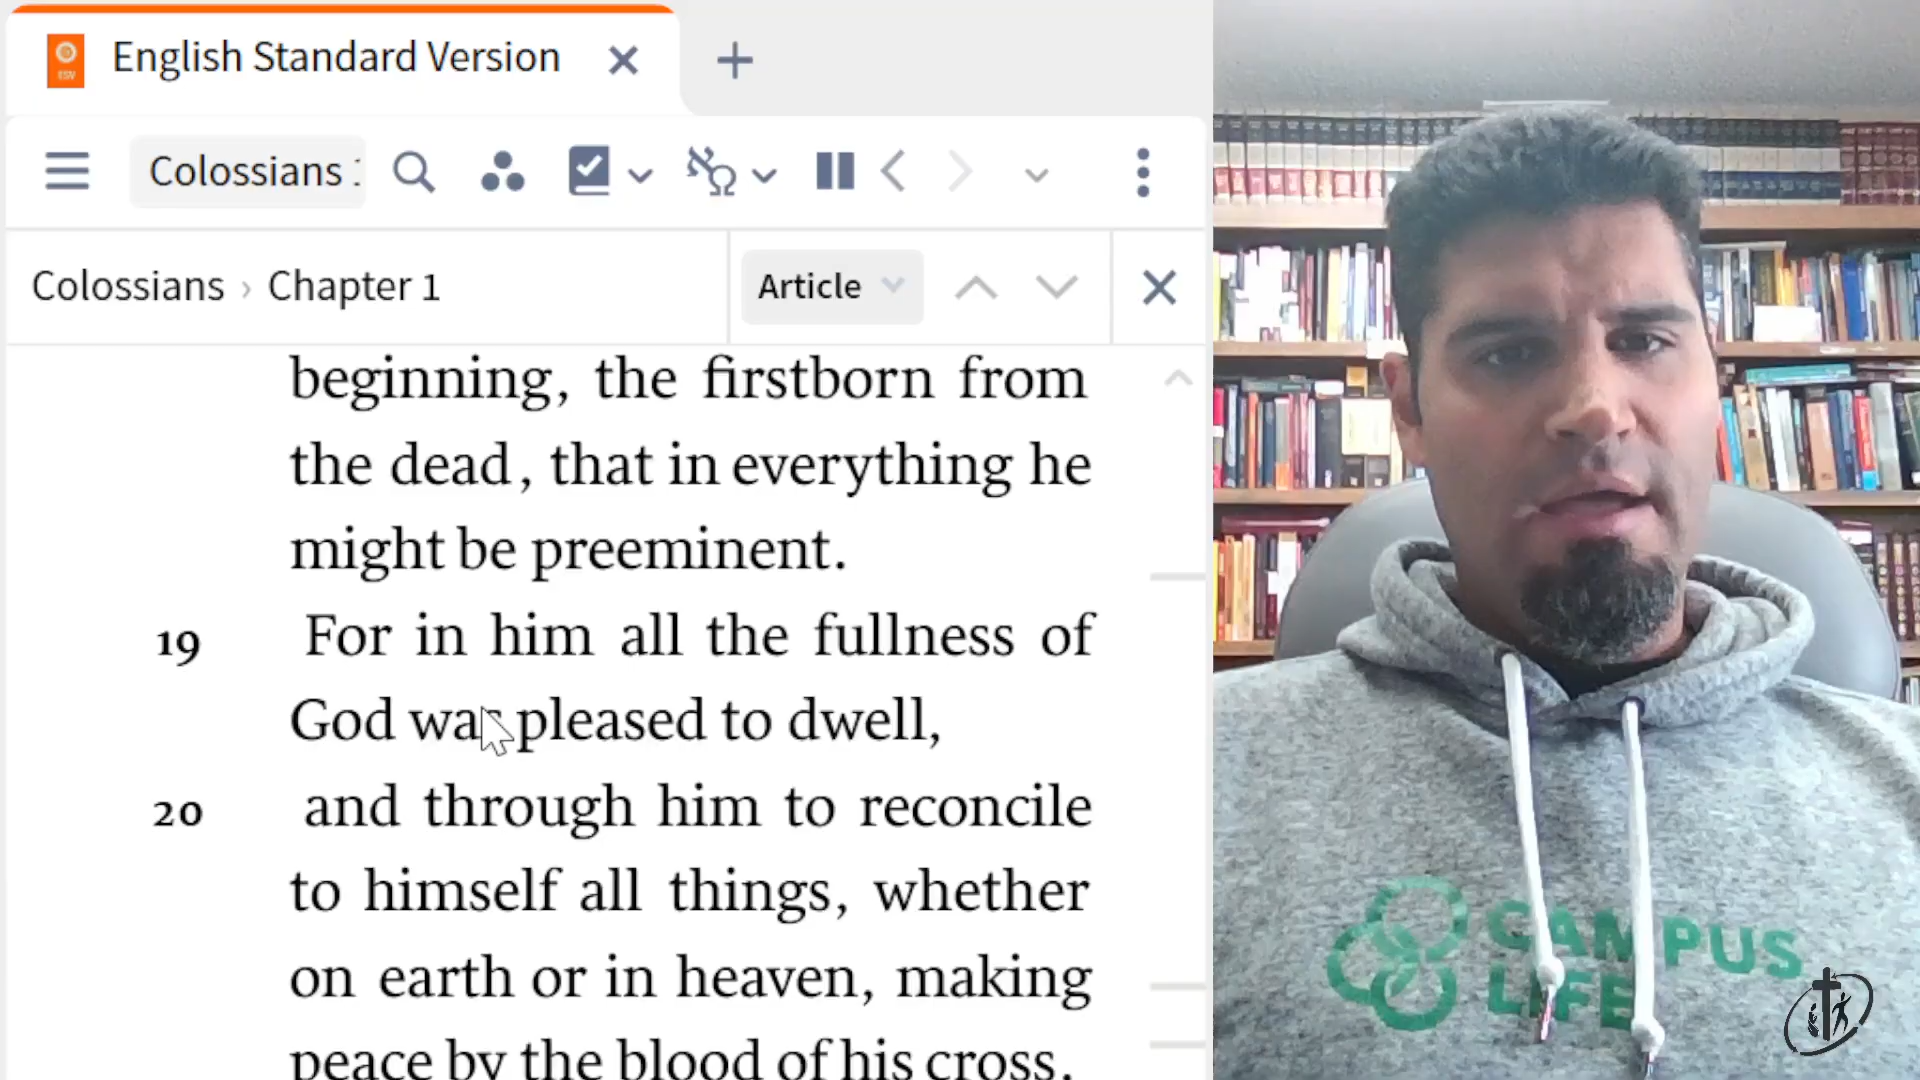 English Standard Version
ESV
Colossians 1
Colossians › Chapter 1
Article
beginning, the firstborn from
the dead, that in everything he
might be preeminent.
19 For in him all the fullness of
God was pleased to dwell,
20 and through him to reconcile
to himself all things, whether
on earth or in heaven, making
peace by the blood of his cross.
CAMPUS
LIFE